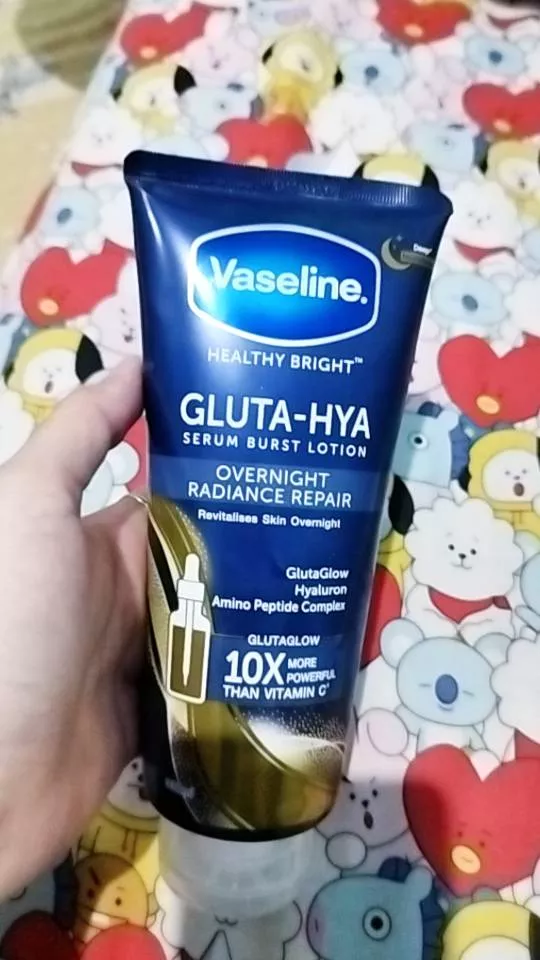 Vaseline.
HEALTHY BRIGHT™
GLUTA-HYA
SERUM BURST LOTION
OVERNIGHT
RADIANCE REPAIR
Revitalises Skin Overnight
GlutaGlow
Hyaluron
Amino Peptide Complex
GLUTAGLOW
10X MORE
POWERFUL
THAN VITAMIN C*